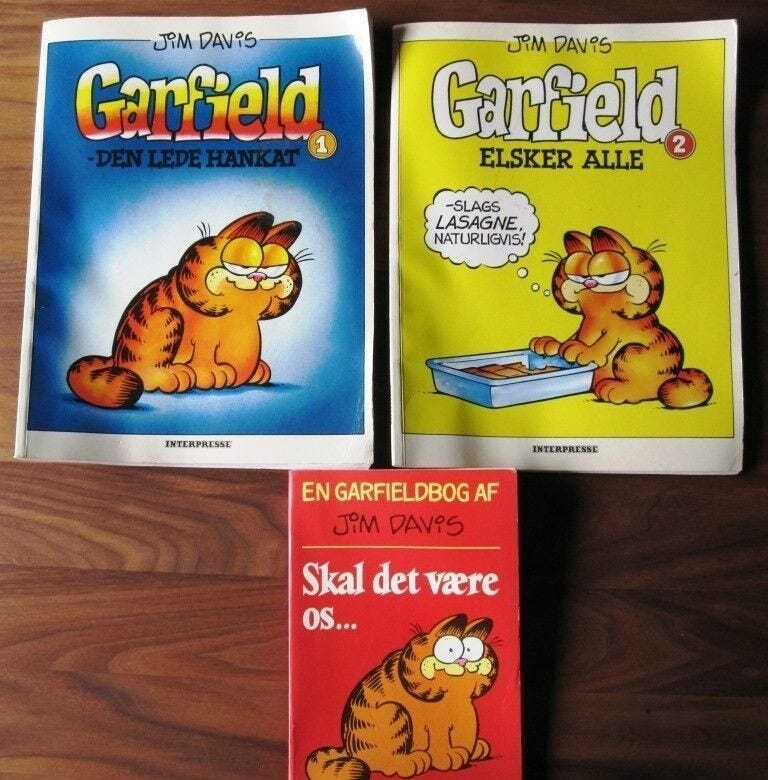 JIM DAVIS
Garfield
1
-DEN LEDE HANKAT
INTERPRESSE
JIM DAVIS
Garfield
2
ELSKER ALLE
-SLAGS
LASAGNE,
NATURLIGVIS!
INTERPRESSE
EN GARFIELDBOG AF
JIM DAVIS
Skal det være
os...